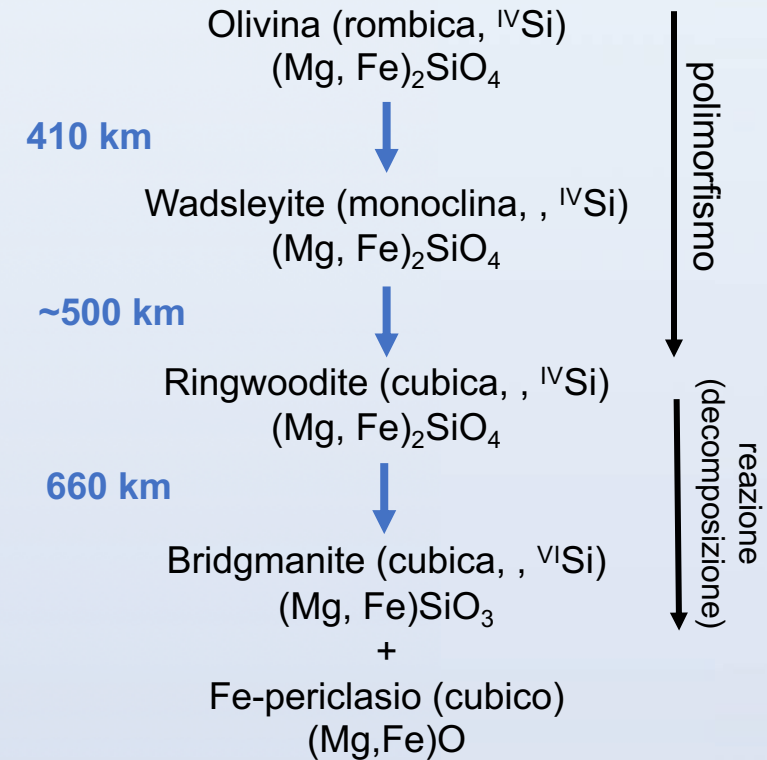 Olivina (rombica, ᴵⱽSi)
(Mg, Fe)₂SiO₄
410 km
Wadsleyite (monoclina, , ᴵⱽSi)
(Mg, Fe)₂SiO₄
~500 km
Ringwoodite (cubica, , ᴵⱽSi)
(Mg, Fe)₂SiO₄
660 km
Bridgmanite (cubica, , ⱽᴵSi)
(Mg, Fe)SiO₃
+
Fe-periclasio (cubico)
(Mg,Fe)O
polimorfismo
reazione
(decomposizione)